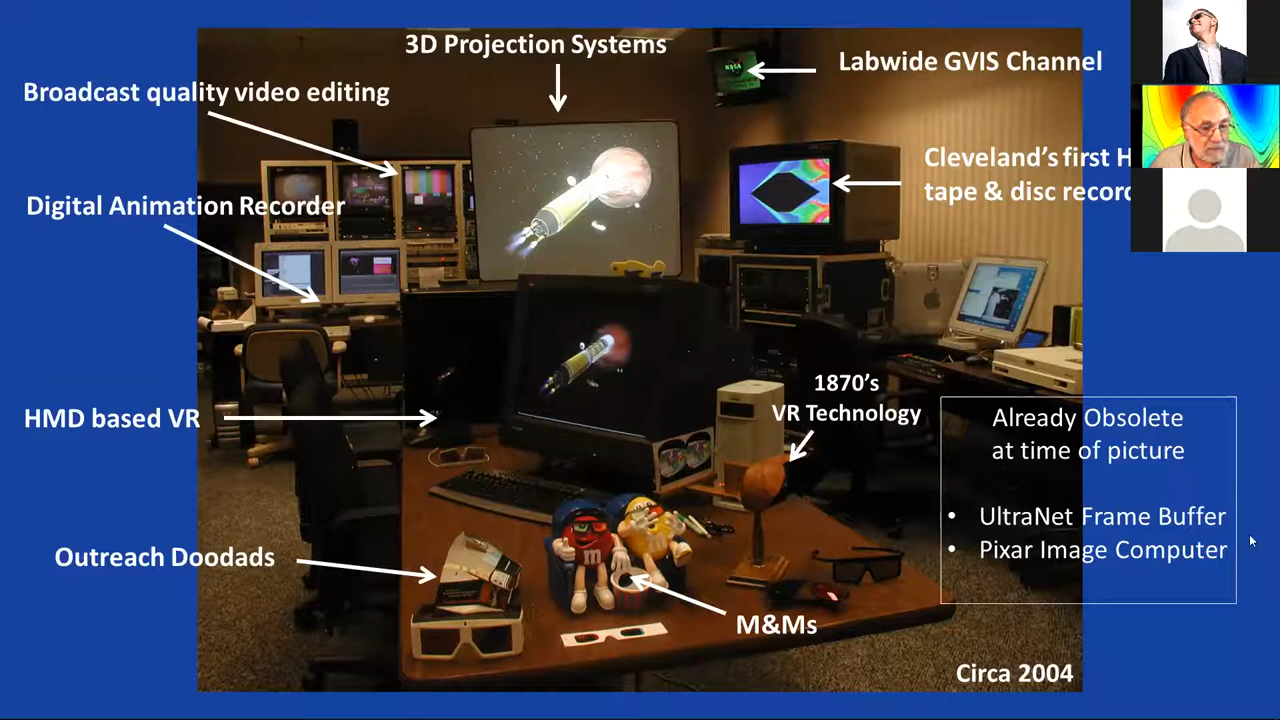 3D Projection Systems
Labwide GVIS Channel
Broadcast quality video editing
NASA
Cleveland's first H
tape & disc record
Digital Animation Recorder
1870's
VR Technology
HMD based VR
Already Obsolete
at time of picture
• UltraNet Frame Buffer
• Pixar Image Computer
Outreach Doodads
m
M&Ms
Circa 2004